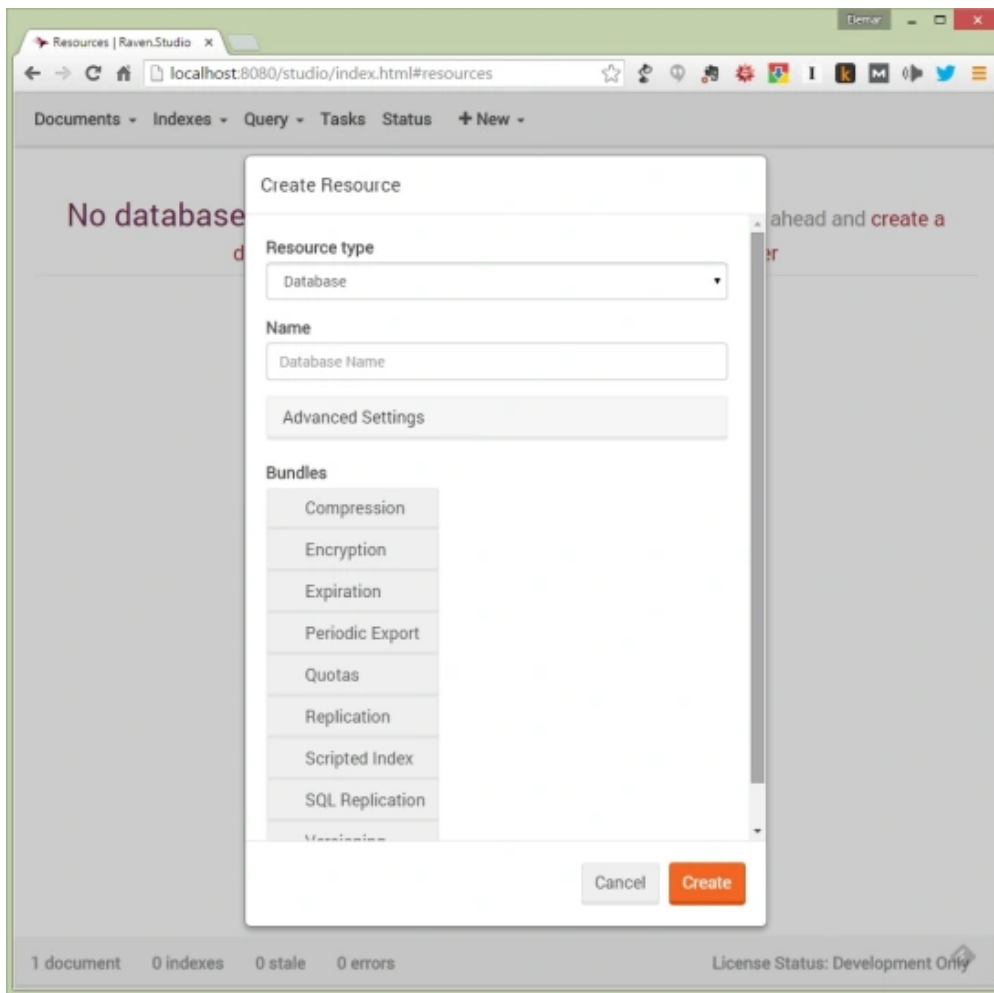 Elemar
Resources | Raven.Studio
localhost:8080/studio/index.html#resources
Documents Indexes Query Tasks Status + New
Create Resource
No database ahead and create a
d er
Resource type
Database
Name
Database Name
Advanced Settings
Bundles
Compression
Encryption
Expiration
Periodic Export
Quotas
Replication
Scripted Index
SQL Replication
Versioning
Cancel Create
1 document 0 indexes 0 stale 0 errors License Status: Development Only